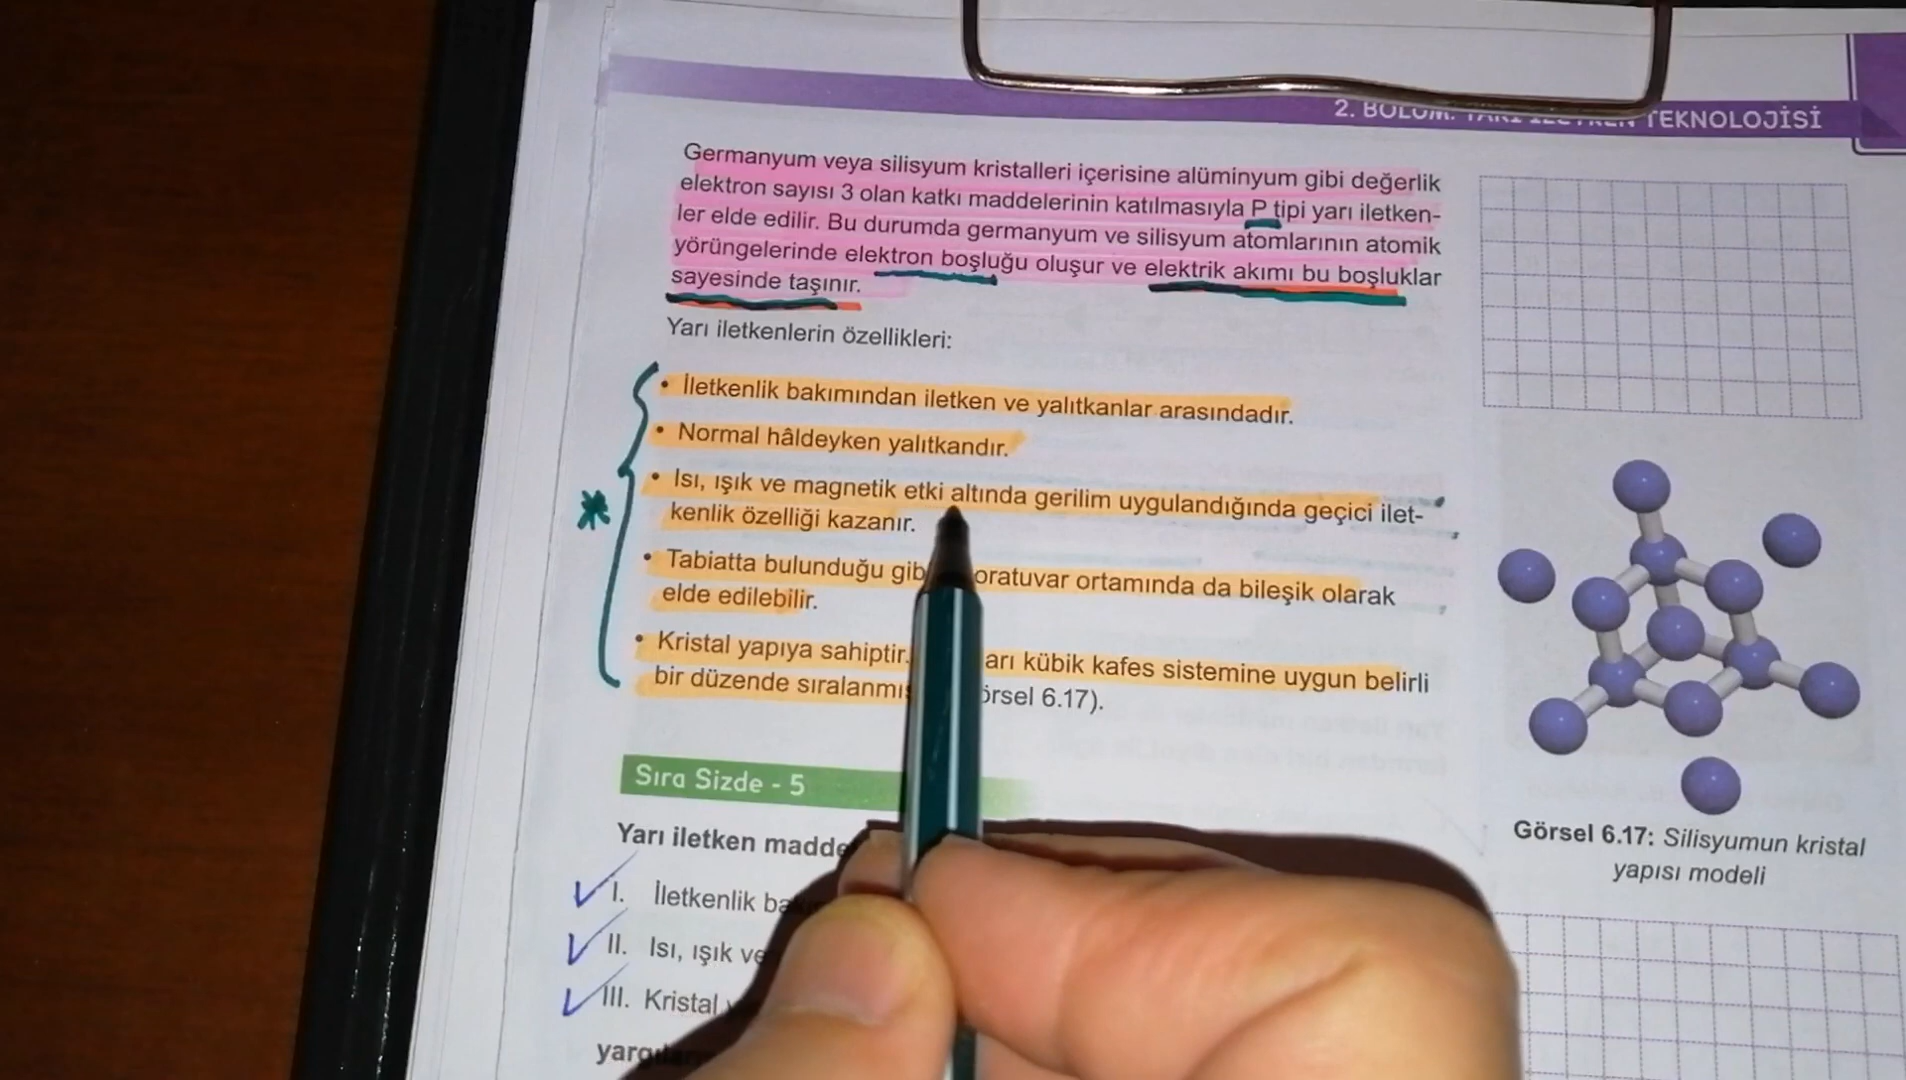 2. BÖLÜM: YARI İLETKEN TEKNOLOJİSİ
Germanyum veya silisyum kristalleri içerisine alüminyum gibi değerlik
elektron sayısı 3 olan katkı maddelerinin katılmasıyla P tipi yarı iletken-
ler elde edilir. Bu durumda germanyum ve silisyum atomlarının atomik
yörüngelerinde elektron boşluğu oluşur ve elektrik akımı bu boşluklar
sayesinde taşınır.
Yarı iletkenlerin özellikleri:
• İletkenlik bakımından iletken ve yalıtkanlar arasındadır.
• Normal hâldeyken yalıtkandır.
• Isı, ışık ve magnetik etki altında gerilim uygulandığında geçici ilet-
kenlik özelliği kazanır.
• Tabiatta bulunduğu gib oratuvar ortamında da bileşik olarak
elde edilebilir.
• Kristal yapıya sahiptir. arı kübik kafes sistemine uygun belirli
bir düzende sıralanmış örsel 6.17).
Görsel 6.17: Silisyumun kristal
yapısı modeli
Sıra Sizde - 5
Yarı iletken madde
I. İletkenlik ba
II. Isı, ışık ve
III. Kristal